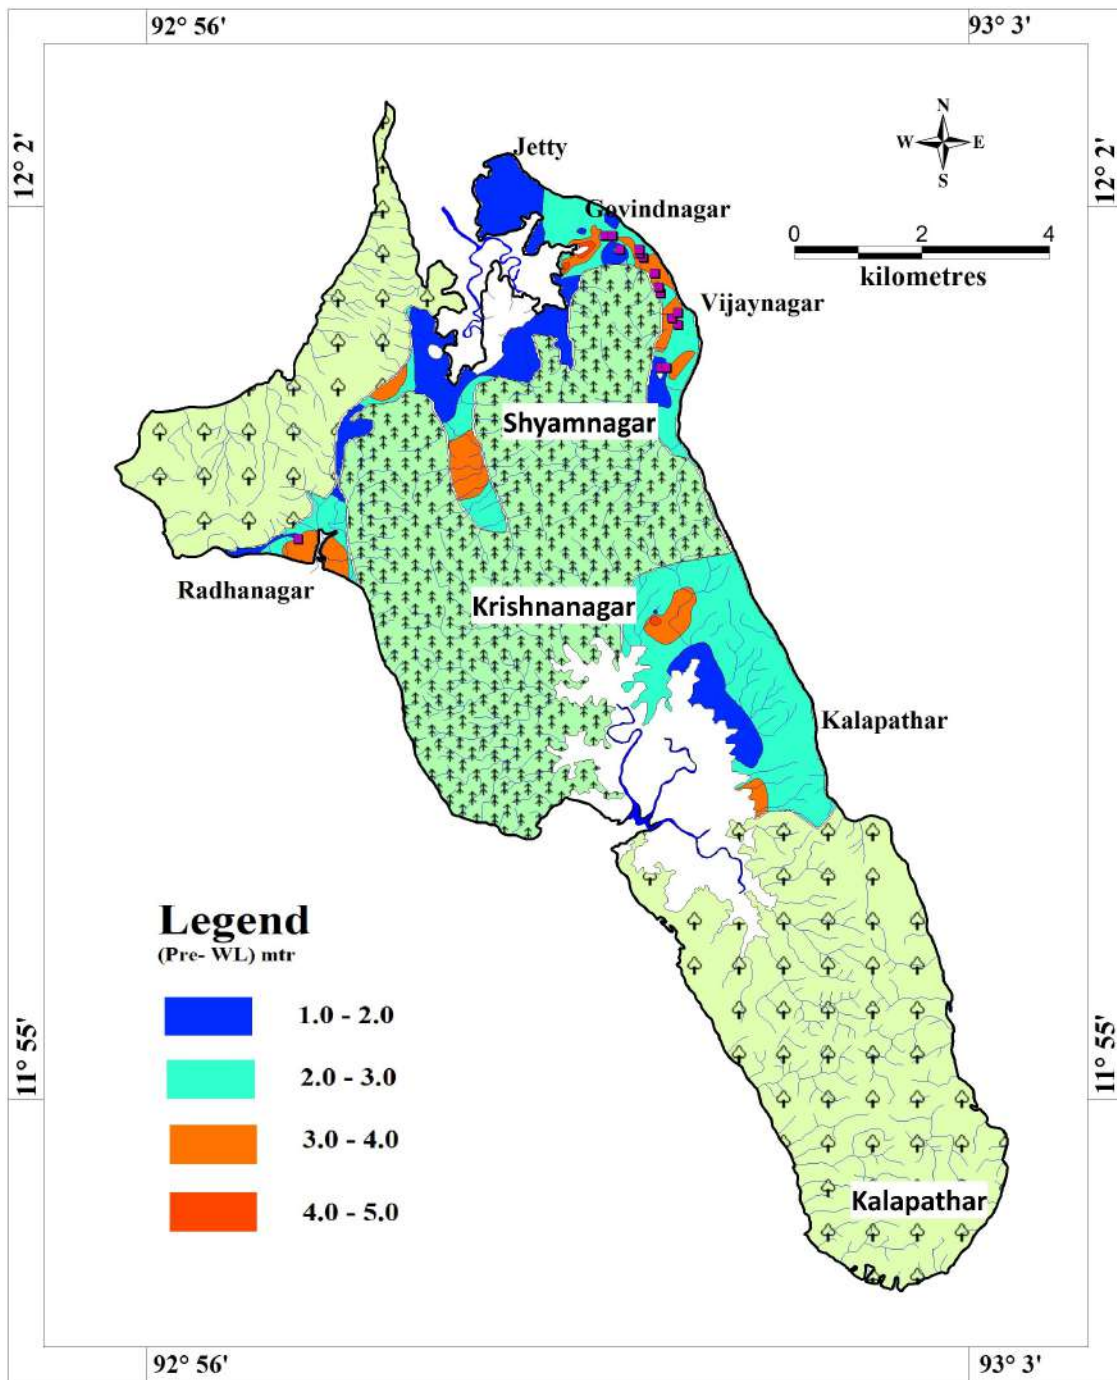 92° 56'
93° 3'
12° 2'
12° 2'
N
W
E
S
Jetty
Govindnagar
0 2 4
kilometres
Vijaynagar
Shyamnagar
Radhanagar
Krishnanagar
Kalapathar
Legend
(Pre- WL) mtr
1.0 - 2.0
2.0 - 3.0
3.0 - 4.0
4.0 - 5.0
11° 55'
11° 55'
Kalapathar
92° 56'
93° 3'